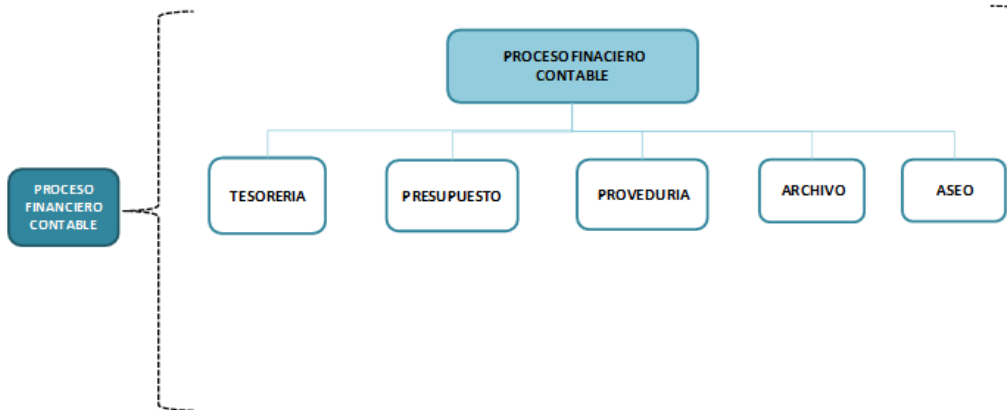 PROCESO FINACIERO
CONTABLE
TESORERIA
PRESUPUESTO
PROVEDURIA
ARCHIVO
ASEO
PROCESO
FINANCIERO
CONTABLE